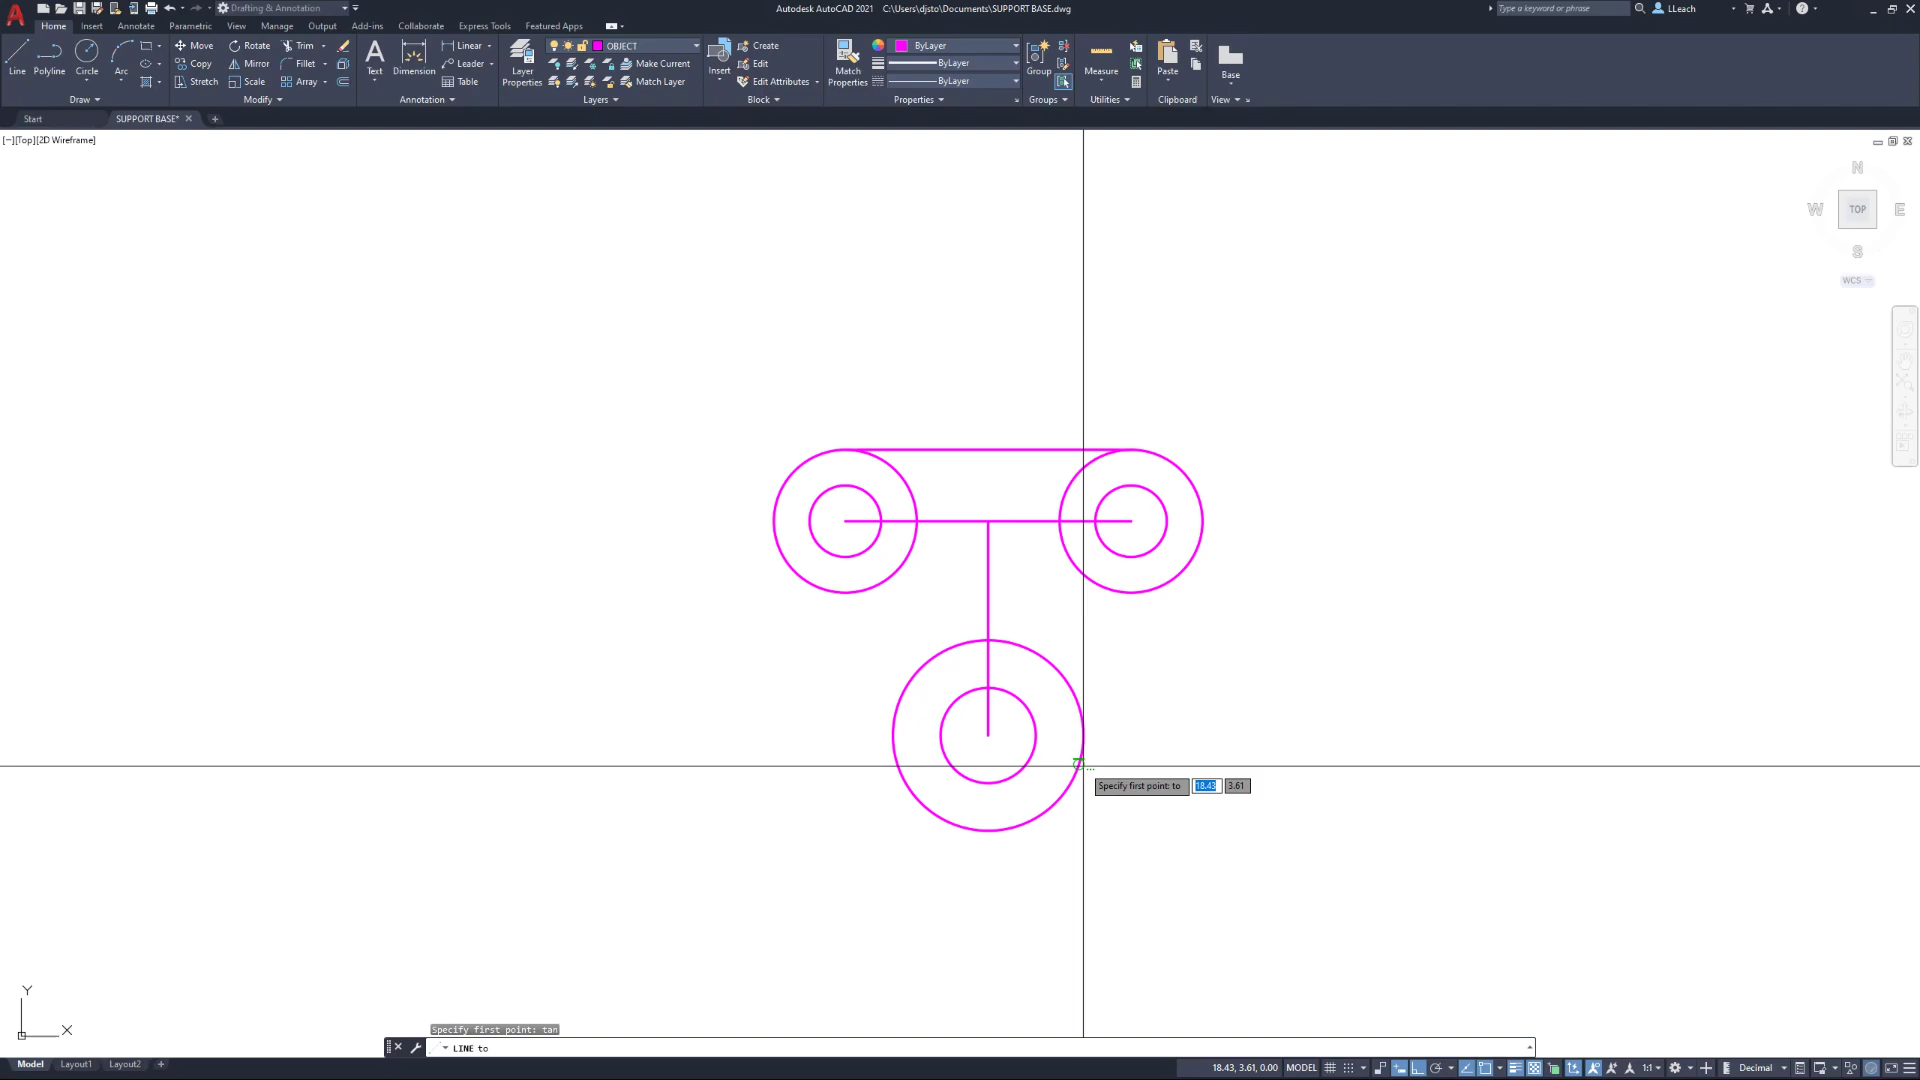 Drafting & Annotation
Autodesk AutoCAD 2021 C:\Users\djsto\Documents\SUPPORT BASE.dwg
Type a keyword or phrase
LLeach
Home Insert Annotate Parametric View Manage Output Add-ins Collaborate Express Tools Featured Apps
Line Polyline Circle Arc
Move Rotate Trim
Copy Mirror Fillet
Stretch Scale Array
Text Dimension
Linear
Leader
Table
Layer Properties
OBJECT
Make Current
Match Layer
Insert
Create
Edit
Edit Attributes
Match Properties
ByLayer
ByLayer
ByLayer
Group
Measure
Paste
Base
Draw Modify Annotation Layers Block Properties Groups Utilities Clipboard View
Start SUPPORT BASE*
[−][Top][2D Wireframe]
N
W TOP E
S
WCS
Specify first point: to 18.43 3.61
Y
X
Specify first point: tan
LINE to
Model Layout1 Layout2
18.43, 3.61, 0.00 MODEL
1:1
Decimal